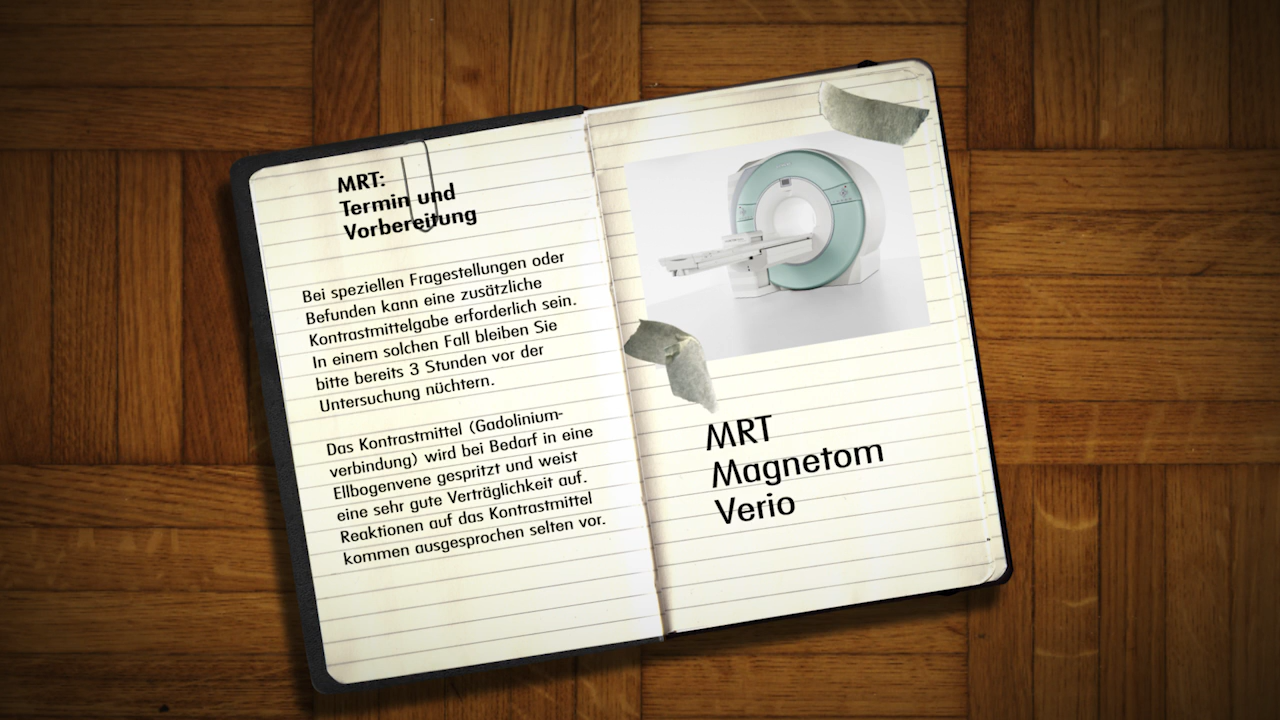 MRT:
Termin und
Vorbereitung
Bei speziellen Fragestellungen oder
Befunden kann eine zusätzliche
Kontrastmittelgabe erforderlich sein.
In einem solchen Fall bleiben Sie
bitte bereits 3 Stunden vor der
Untersuchung nüchtern.
Das Kontrastmittel (Gadolinium-
verbindung) wird bei Bedarf in eine
Ellbogenvene gespritzt und weist
eine sehr gute Verträglichkeit auf.
Reaktionen auf das Kontrastmittel
kommen ausgesprochen selten vor.
MRT
Magnetom
Verio